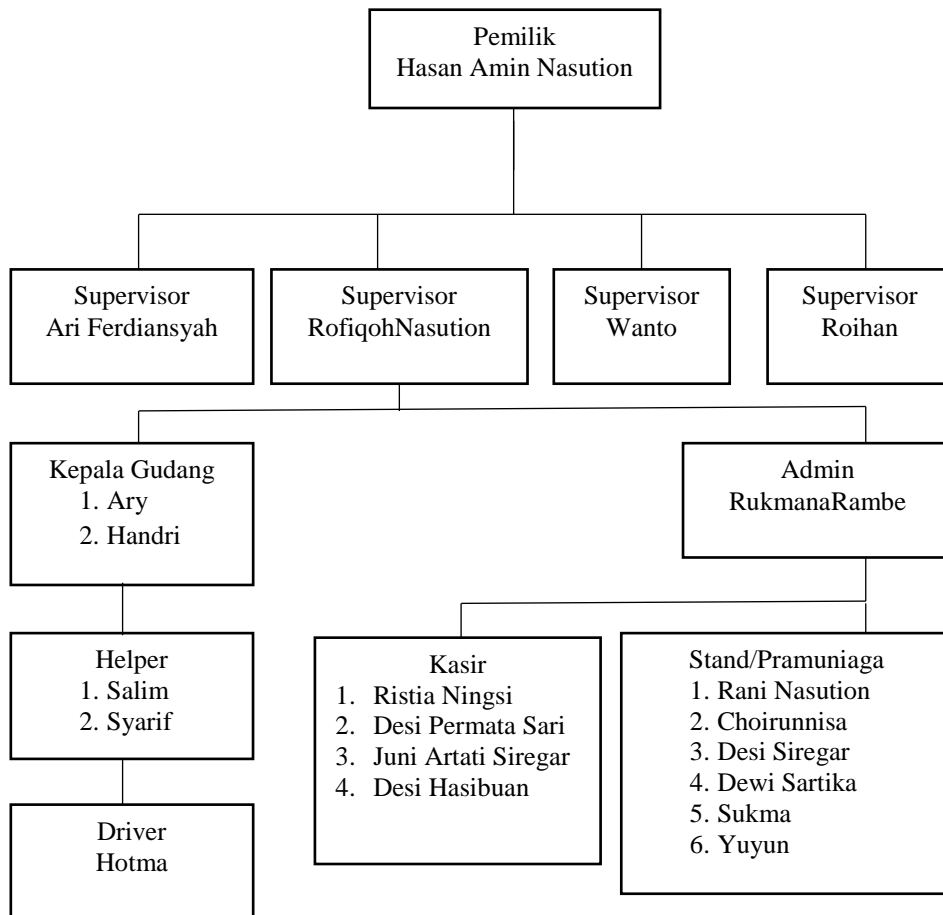 Pemilik
Hasan Amin Nasution
Supervisor
Ari Ferdiansyah
Supervisor
RofiqohNasution
Supervisor
Wanto
Supervisor
Roihan
Kepala Gudang
1. Ary
2. Handri
Admin
RukmanaRambe
Helper
1. Salim
2. Syarif
Kasir
1. Ristia Ningsi
2. Desi Permata Sari
3. Juni Artati Siregar
4. Desi Hasibuan
Stand/Pramuniaga
1. Rani Nasution
2. Choirunnisa
3. Desi Siregar
4. Dewi Sartika
5. Sukma
6. Yuyun
Driver
Hotma